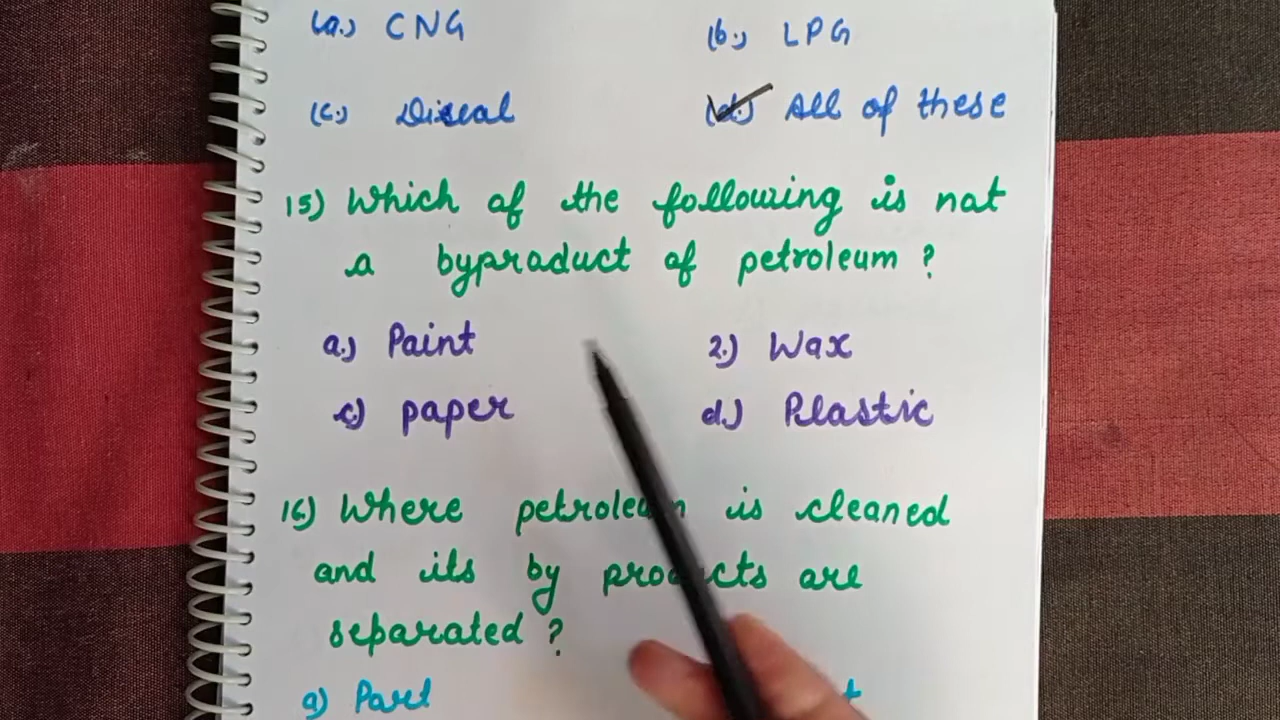 (a.) CNG (b.) LPG
(c.) Diseal (d.) All of these
15) Which of the following is not
a byproduct of petroleum ?
a.) Paint 2.) Wax
c.) paper d.) Plastic
16) Where petroleum is cleaned
and its by products are
separated ?
a) Part